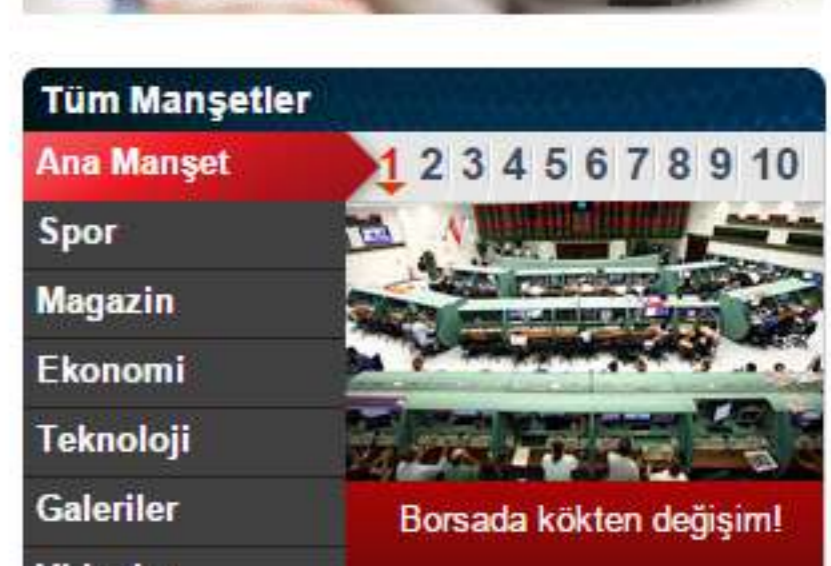 Tüm Manşetler
Ana Manşet
1 2 3 4 5 6 7 8 9 10
Spor
Magazin
Ekonomi
Teknoloji
Galeriler
Borsada kökten değişim!